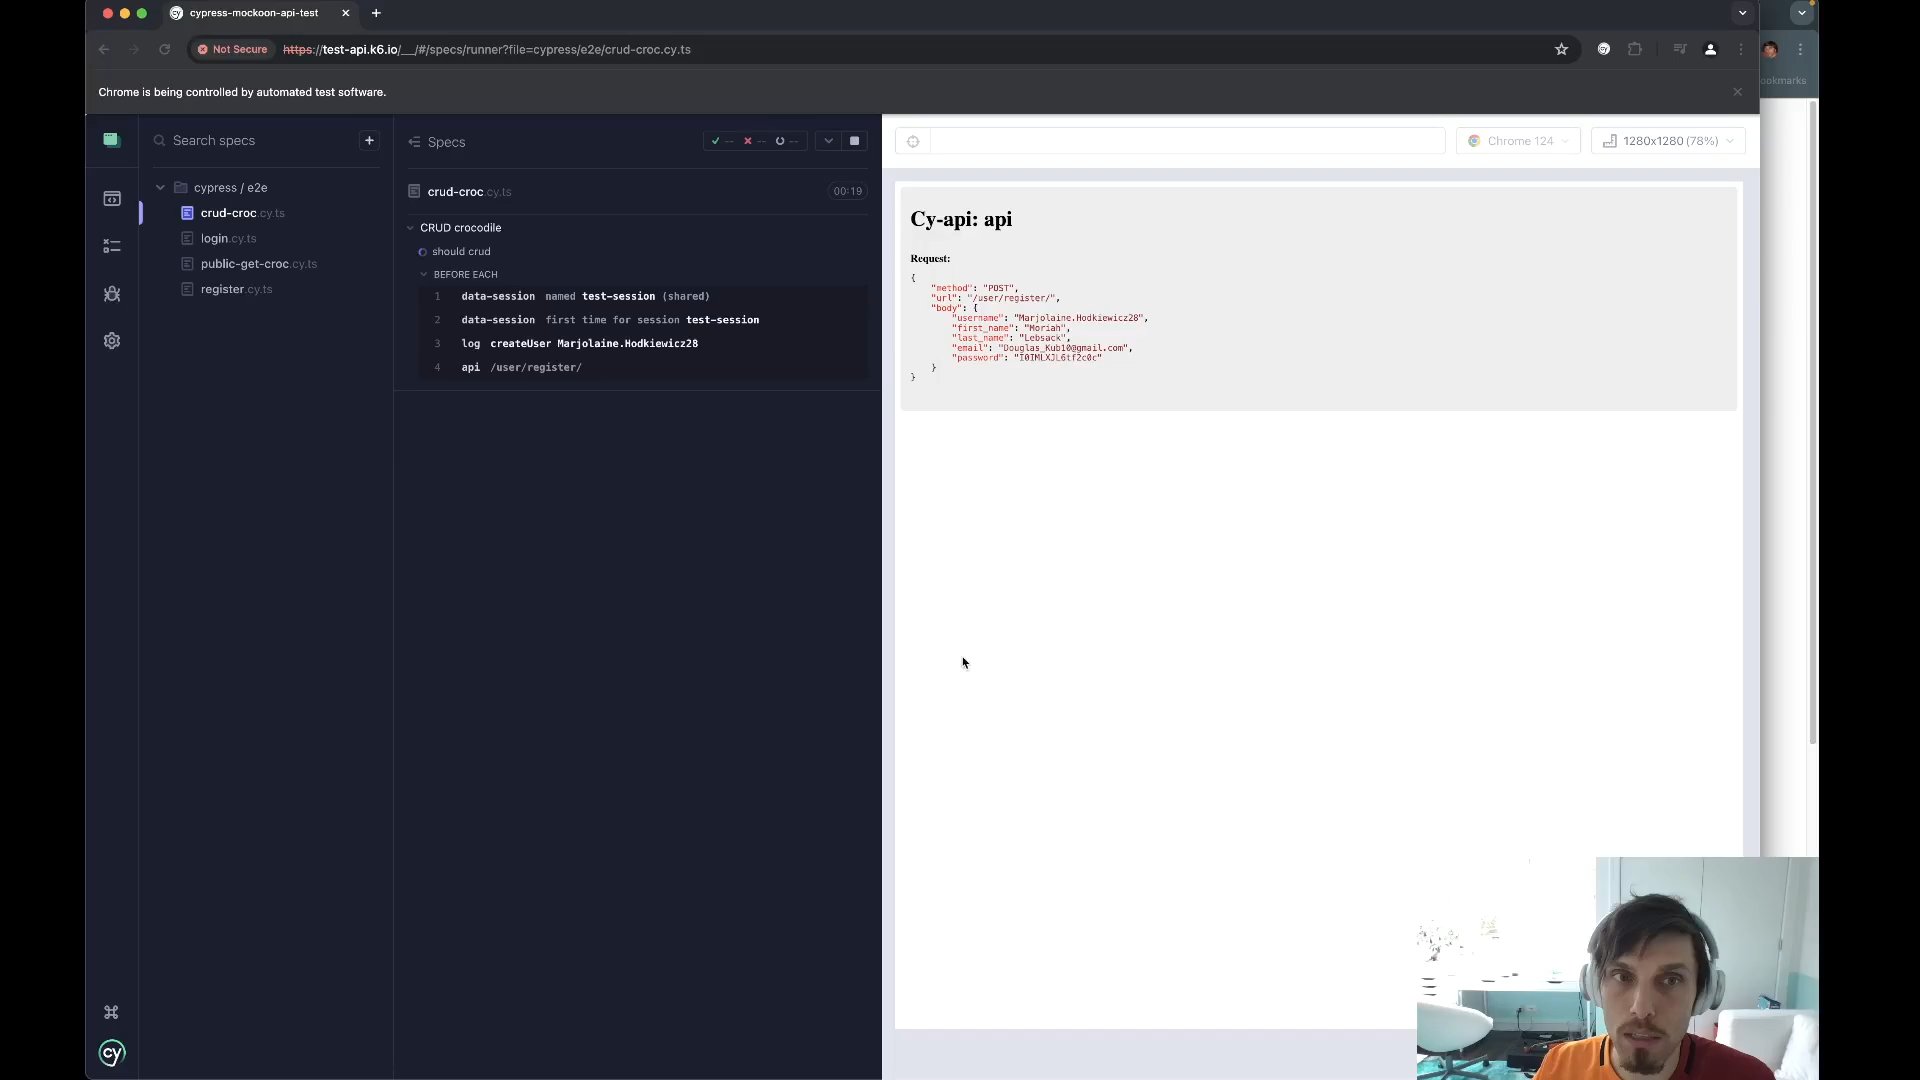 cypress-mockoon-api-test
Not Secure
https://test-api.k6.io/__/#/specs/runner?file=cypress/e2e/crud-croc.cy.ts
ookmarks
Chrome is being controlled by automated test software.
Search specs
+
cypress / e2e
crud-croc.cy.ts
login.cy.ts
public-get-croc.cy.ts
register.cy.ts
Specs
-- -- --
crud-croc.cy.ts
00:19
CRUD crocodile
should crud
BEFORE EACH
1 data-session named test-session (shared)
2 data-session first time for session test-session
3 log createUser Marjolaine.Hodkiewicz28
4 api /user/register/
Chrome 124
1280x1280 (78%)
Cy-api: api
Request:
{
"method": "POST",
"url": "/user/register/",
"body": {
"username": "Marjolaine.Hodkiewicz28",
"first_name": "Moriah",
"last_name": "Lebsack",
"email": "Douglas_Kub10@gmail.com",
"password": "I0IMLXJL6tf2c0c"
}
}
cy